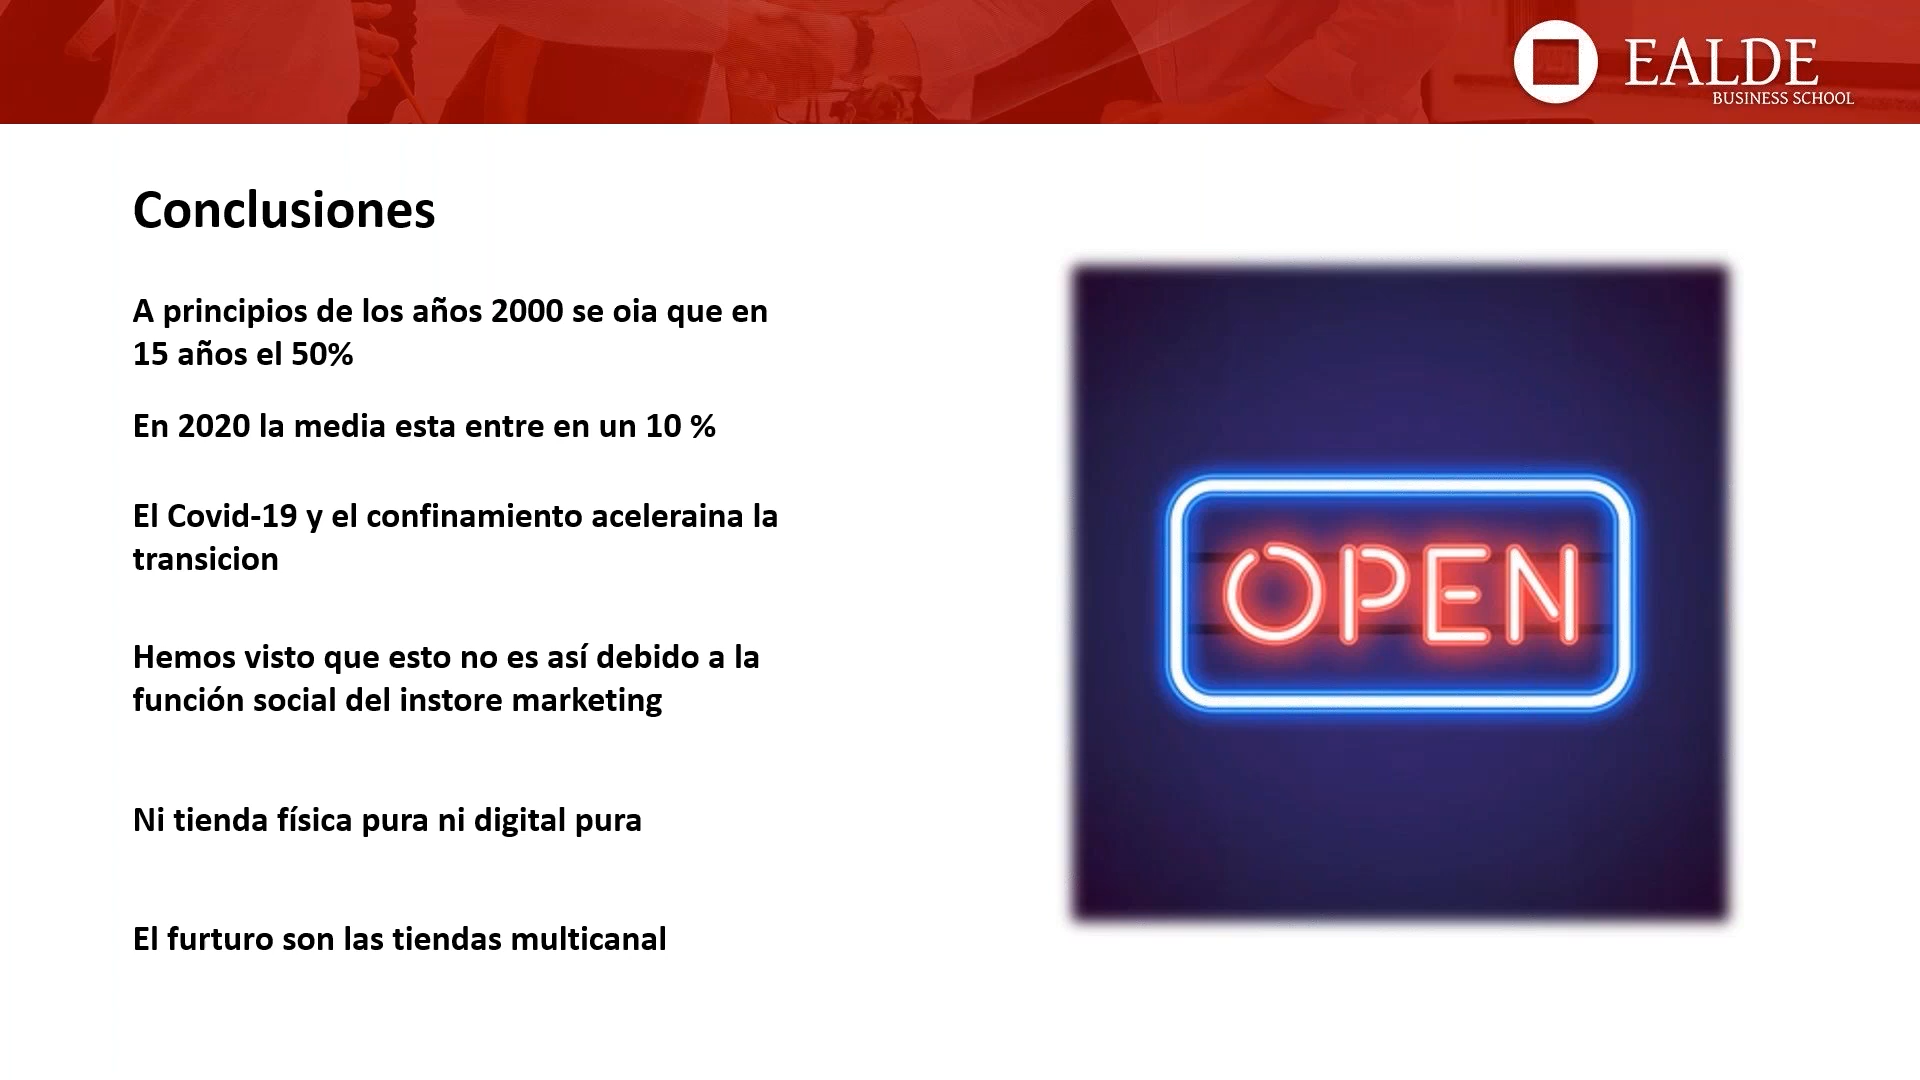 EALDE
BUSINESS SCHOOL
Conclusiones
A principios de los años 2000 se oia que en
15 años el 50%
En 2020 la media esta entre en un 10 %
El Covid-19 y el confinamiento aceleraina la
transicion
Hemos visto que esto no es así debido a la
función social del instore marketing
Ni tienda física pura ni digital pura
El furturo son las tiendas multicanal
OPEN